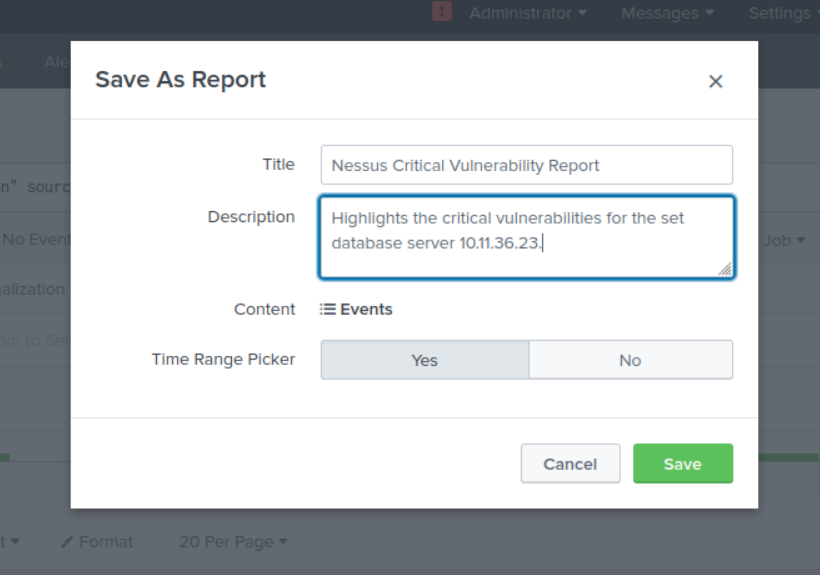 Administrator
Messages
Settings
Save As Report
Title
Nessus Critical Vulnerability Report
n" sourc
Description
Highlights the critical vulnerabilities for the set
database server 10.11.36.23.
No Event
Job
alization
Content
Events
om to Se
Time Range Picker
Yes
No
Cancel
Save
Format
20 Per Page